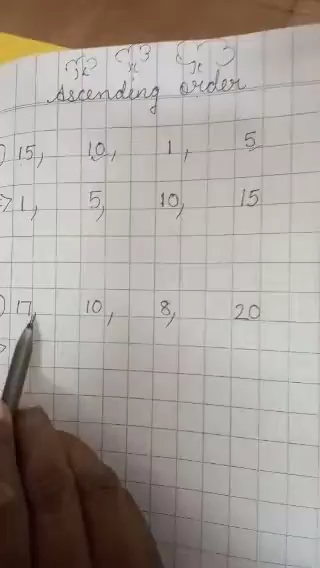 Ascending order
) 15, 10, 1, 5
=> 1, 5, 10, 15
) 17, 10, 8, 20